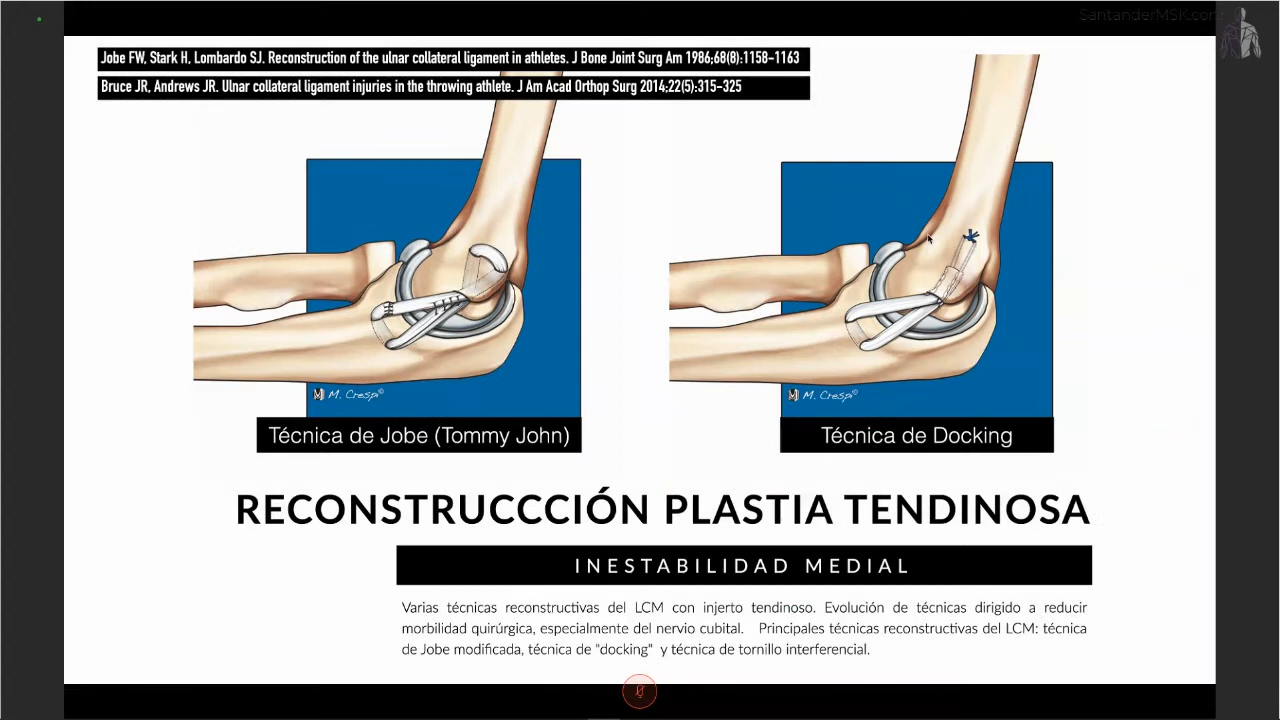 SantanderMSK.com
Jobe FW, Stark H, Lombardo SJ. Reconstruction of the ulnar collateral ligament in athletes. J Bone Joint Surg Am 1986;68(8):1158-1163
Bruce JR, Andrews JR. Ulnar collateral ligament injuries in the throwing athlete. J Am Acad Orthop Surg 2014;22(5):315-325
M. Crespi©
M. Crespi©
Técnica de Jobe (Tommy John)
Técnica de Docking
RECONSTRUCCCIÓN PLASTIA TENDINOSA
INESTABILIDAD MEDIAL
Varias técnicas reconstructivas del LCM con injerto tendinoso. Evolución de técnicas dirigido a reducir
morbilidad quirúrgica, especialmente del nervio cubital. Principales técnicas reconstructivas del LCM: técnica
de Jobe modificada, técnica de "docking" y técnica de tornillo interferencial.